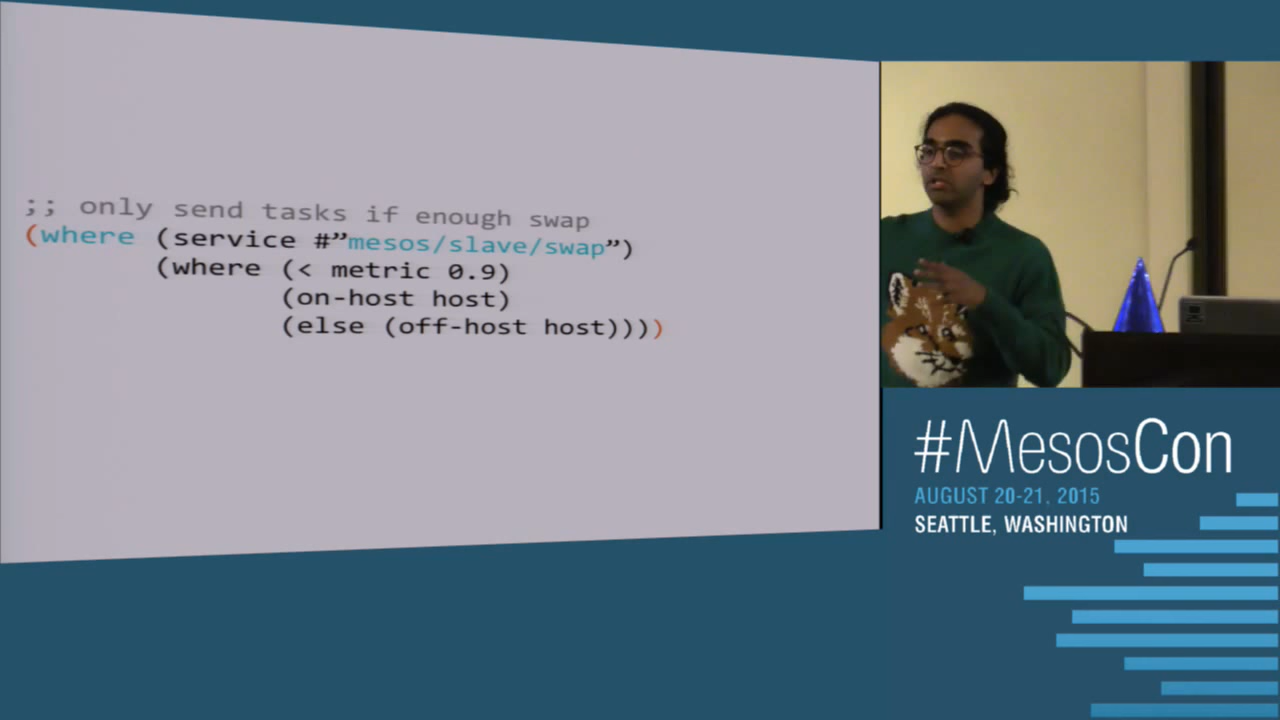 ;; only send tasks if enough swap
(where (service #”mesos/slave/swap”)
(where (< metric 0.9)
(on-host host)
(else (off-host host))))
#MesosCon
AUGUST 20-21, 2015
SEATTLE, WASHINGTON